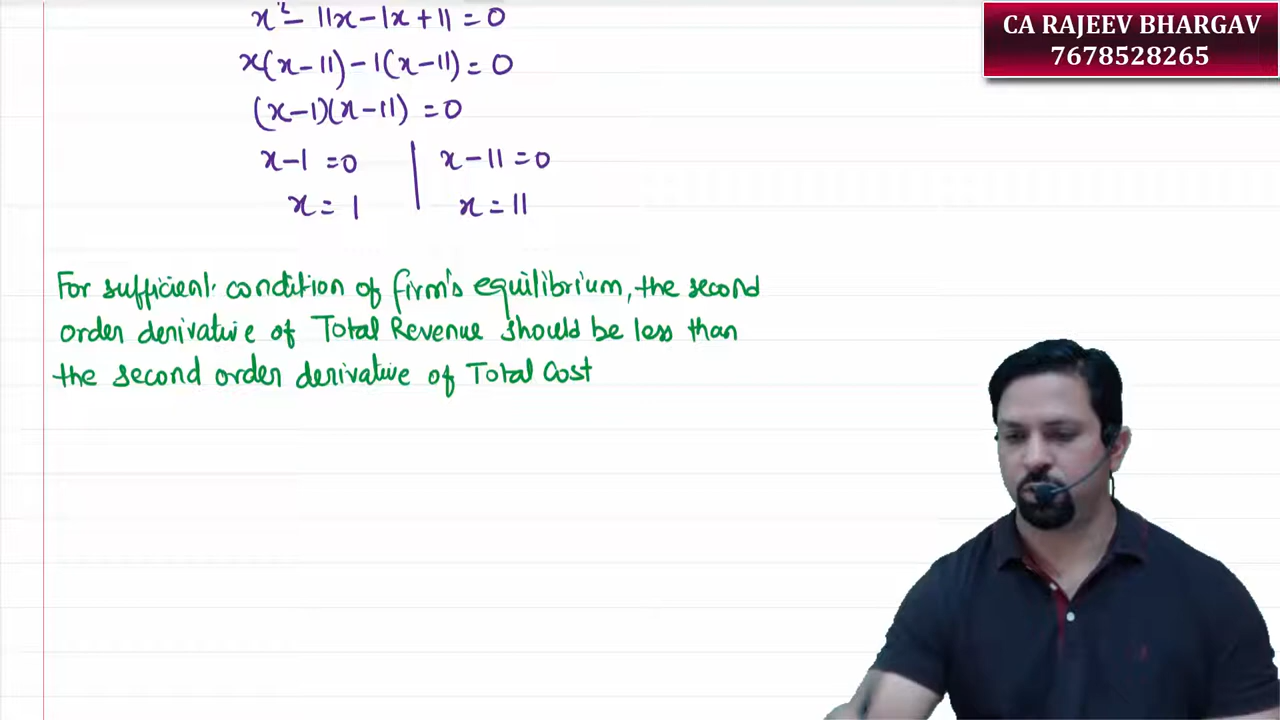 x² - 11x - 1x + 11 = 0
CA RAJEEV BHARGAV
7678528265
x(x-11) - 1(x-11) = 0
(x-1)(x-11) = 0
x-1 = 0 | x-11 = 0
x = 1 | x = 11
For sufficient condition of firm's equilibrium, the second
order derivative of Total Revenue should be less than
the second order derivative of Total Cost